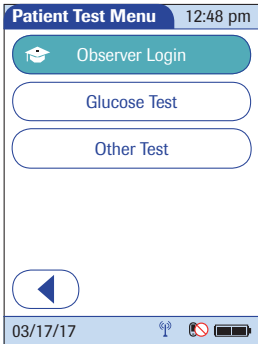 Patient Test Menu 12:48 pm
Observer Login
Glucose Test
Other Test
03/17/17